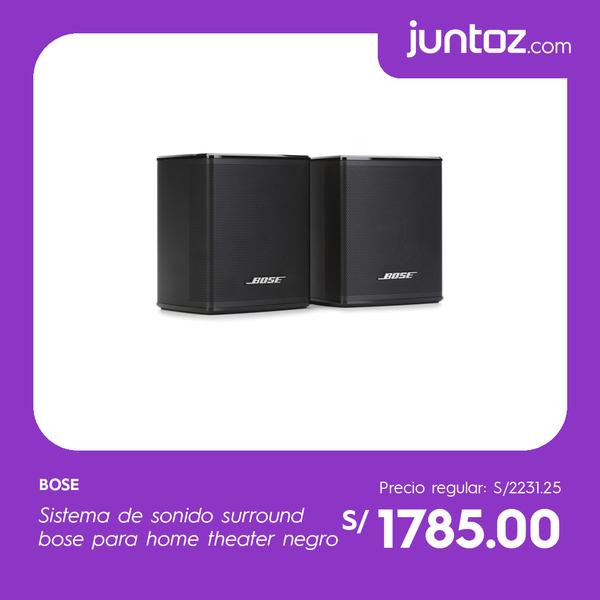 juntoz.com
BOSE
BOSE
BOSE
Precio regular: S/2231.25
Sistema de sonido surround
bose para home theater negro
S/ 1785.00